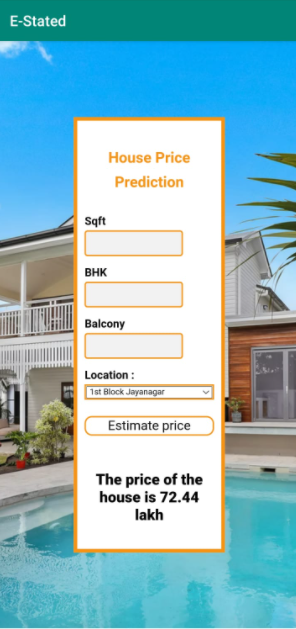 E-Stated
House Price
Prediction
Sqft
BHK
Balcony
Location :
1st Block Jayanagar
Estimate price
The price of the
house is 72.44
lakh